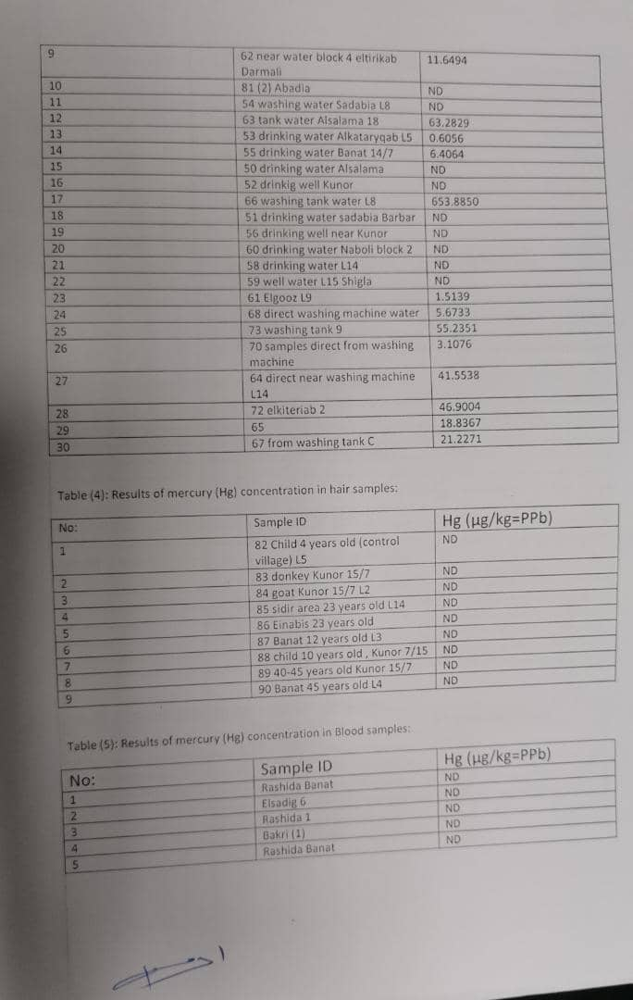 9 62 near water block 4 eltirikab 11.6494
Darmali
10 81 (2) Abadia ND
11 54 washing water Sadabia L8 ND
12 63 tank water Alsalama 18 63.2829
13 53 drinking water Alkataryqab L5 0.6056
14 55 drinking water Banat 14/7 6.4064
15 50 drinking water Alsalama ND
16 52 drinkig well Kunor ND
17 66 washing tank water L8 653.8850
18 51 drinking water sadabia Barbar ND
19 56 drinking well near Kunor ND
20 60 drinking water Naboli block 2 ND
21 58 drinking water L14 ND
22 59 well water L15 Shigla ND
23 61 Elgooz L9 1.5139
24 68 direct washing machine water 5.6733
25 73 washing tank 9 55.2351
26 70 samples direct from washing 3.1076
machine
27 64 direct near washing machine 41.5538
L14
28 72 elkiteriab 2 46.9004
29 65 18.8367
30 67 from washing tank C 21.2271
Table (4): Results of mercury (Hg) concentration in hair samples:
No: Sample ID Hg (µg/kg=PPb)
1 82 Child 4 years old (control ND
village) L5
2 83 donkey Kunor 15/7 ND
3 84 goat Kunor 15/7 L2 ND
4 85 sidir area 23 years old L14 ND
5 86 Einabis 23 years old ND
6 87 Banat 12 years old L3 ND
7 88 child 10 years old , Kunor 7/15 ND
8 89 40-45 years old Kunor 15/7 ND
9 90 Banat 45 years old L4 ND
Table (5): Results of mercury (Hg) concentration in Blood samples:
No: Sample ID Hg (µg/kg=PPb)
1 Rashida Banat ND
2 Elsadig 6 ND
3 Rashida 1 ND
4 Bakri (1) ND
5 Rashida Banat ND